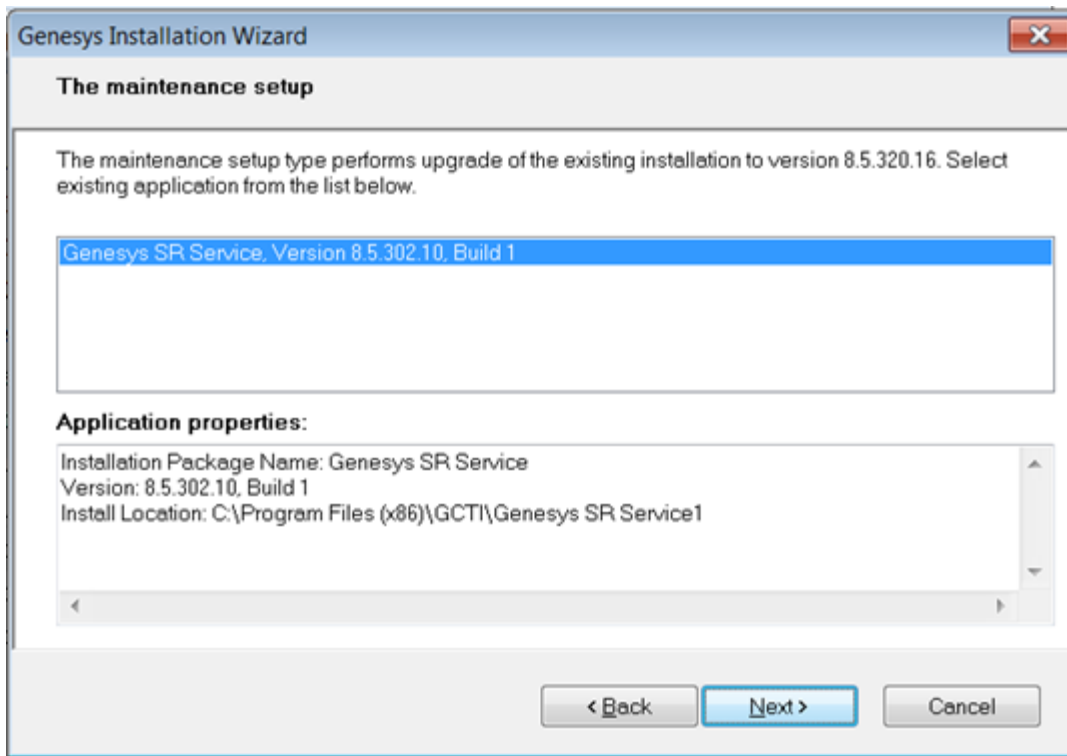 Genesys Installation Wizard
The maintenance setup
The maintenance setup type performs upgrade of the existing installation to version 8.5.320.16. Select
existing application from the list below.
Genesys SR Service, Version 8.5.302.10, Build 1
Application properties:
Installation Package Name: Genesys SR Service
Version: 8.5.302.10, Build 1
Install Location: C:\Program Files (x86)\GCTI\Genesys SR Service1
< Back
Next >
Cancel